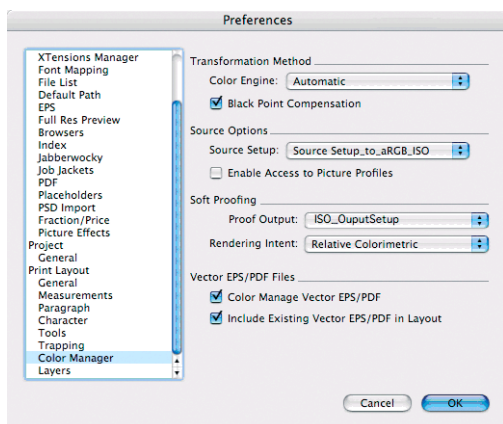 Preferences
XTensions Manager
Font Mapping
File List
Default Path
EPS
Full Res Preview
Browsers
Index
Jabberwocky
Job Jackets
PDF
Placeholders
PSD Import
Fraction/Price
Picture Effects
Project
General
Print Layout
General
Measurements
Paragraph
Character
Tools
Trapping
Color Manager
Layers
Transformation Method
Color Engine: Automatic
Black Point Compensation
Source Options
Source Setup: Source Setup_to_aRGB_ISO
Enable Access to Picture Profiles
Soft Proofing
Proof Output: ISO_OuputSetup
Rendering Intent: Relative Colorimetric
Vector EPS/PDF Files
Color Manage Vector EPS/PDF
Include Existing Vector EPS/PDF in Layout
Cancel
OK